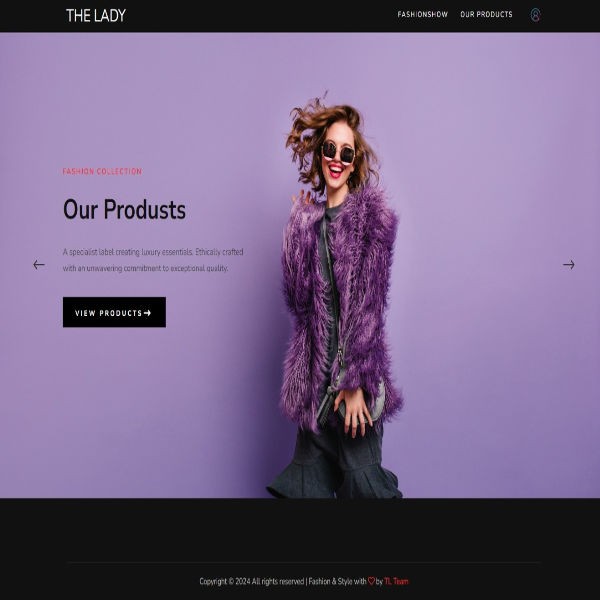 THE LADY
FASHIONSHOW
OUR PRODUCTS
FASHION COLLECTION
Our Produsts
A specialist label creating luxury essentials. Ethically crafted
with an unwavering commitment to exceptional quality.
VIEW PRODUCTS
Copyright © 2024 All rights reserved | Fashion & Style with ♡ by TL Team